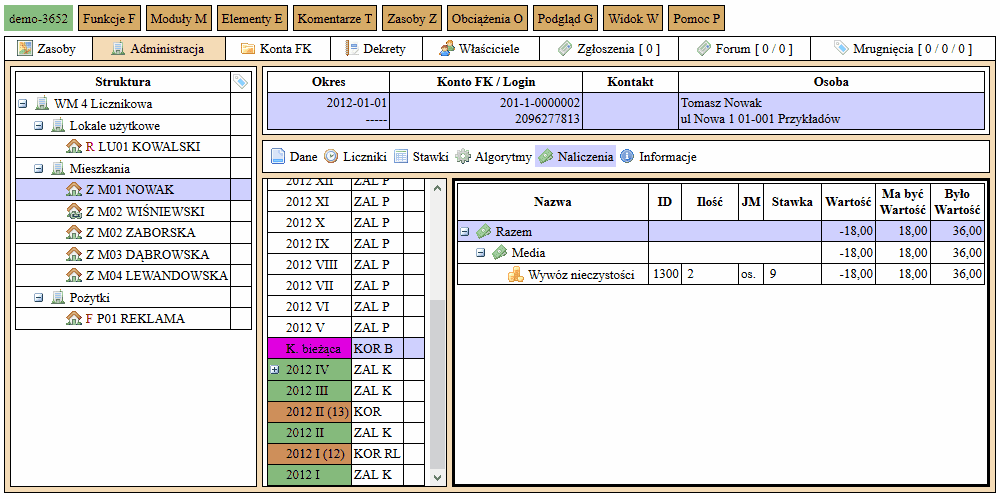 demo-3652 Funkcje F Moduły M Elementy E Komentarze T Zasoby Z Obciążenia O Podgląd G Widok W Pomoc P
Zasoby Administracja Konta FK Dekrety Właściciele Zgłoszenia [ 0 ] Forum [ 0 / 0 ] Mrugnięcia [ 0 / 0 / 0 ]
Struktura
WM 4 Licznikowa
Lokale użytkowe
R LU01 KOWALSKI
Mieszkania
Z M01 NOWAK
Z M02 WIŚNIEWSKI
Z M02 ZABORSKA
Z M03 DĄBROWSKA
Z M04 LEWANDOWSKA
Pożytki
F P01 REKLAMA
Okres Konto FK / Login Kontakt Osoba
2012-01-01 201-1-0000002 Tomasz Nowak
----- 2096277813 ul Nowa 1 01-001 Przykładów
Dane Liczniki Stawki Algorytmy Naliczenia Informacje
2012 XII ZAL P
2012 XI ZAL P
2012 X ZAL P
2012 IX ZAL P
2012 VIII ZAL P
2012 VII ZAL P
2012 VI ZAL P
2012 V ZAL P
K. bieżąca KOR B
2012 IV ZAL K
2012 III ZAL K
2012 II (13) KOR
2012 II ZAL K
2012 I (12) KOR RL
2012 I ZAL K
Nazwa ID Ilość JM Stawka Wartość Ma być Wartość Było Wartość
Razem -18,00 18,00 36,00
Media -18,00 18,00 36,00
Wywóz nieczystości 1300 2 os. 9 -18,00 18,00 36,00